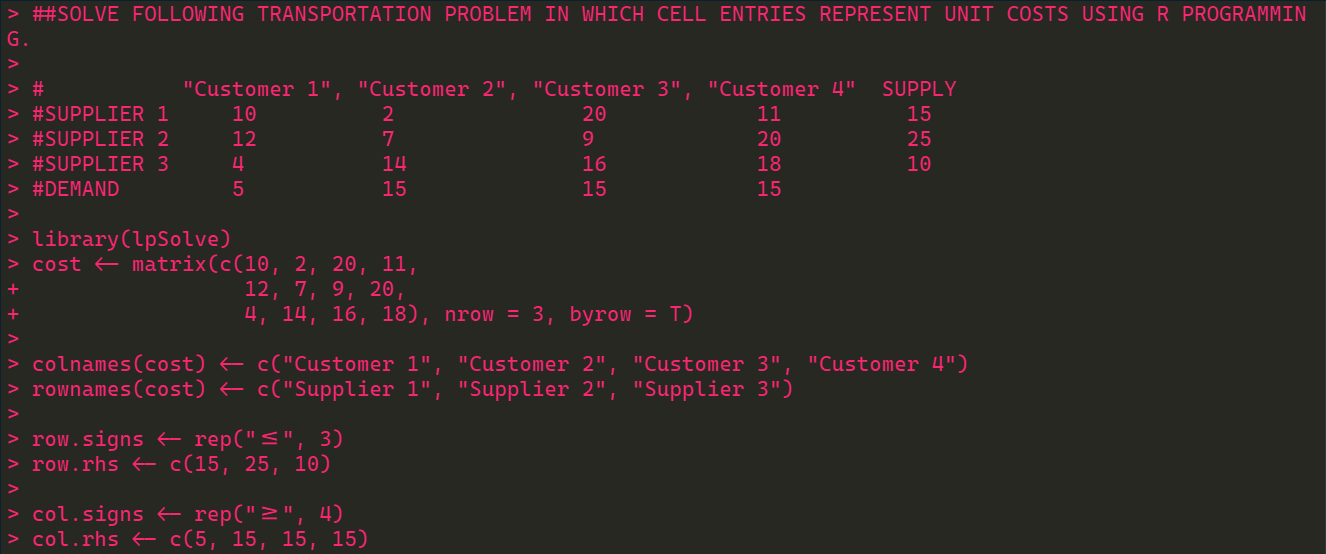 > ##SOLVE FOLLOWING TRANSPORTATION PROBLEM IN WHICH CELL ENTRIES REPRESENT UNIT COSTS USING R PROGRAMMIN
G.
>
> #           "Customer 1", "Customer 2", "Customer 3", "Customer 4"  SUPPLY
> #SUPPLIER 1     10          2               20            11          15
> #SUPPLIER 2     12          7               9             20          25
> #SUPPLIER 3     4           14              16            18          10
> #DEMAND         5           15              15            15
>
> library(lpSolve)
> cost <- matrix(c(10, 2, 20, 11,
+                  12, 7, 9, 20,
+                  4, 14, 16, 18), nrow = 3, byrow = T)
>
> colnames(cost) <- c("Customer 1", "Customer 2", "Customer 3", "Customer 4")
> rownames(cost) <- c("Supplier 1", "Supplier 2", "Supplier 3")
>
> row.signs <- rep("≤", 3)
> row.rhs <- c(15, 25, 10)
>
> col.signs <- rep("≥", 4)
> col.rhs <- c(5, 15, 15, 15)